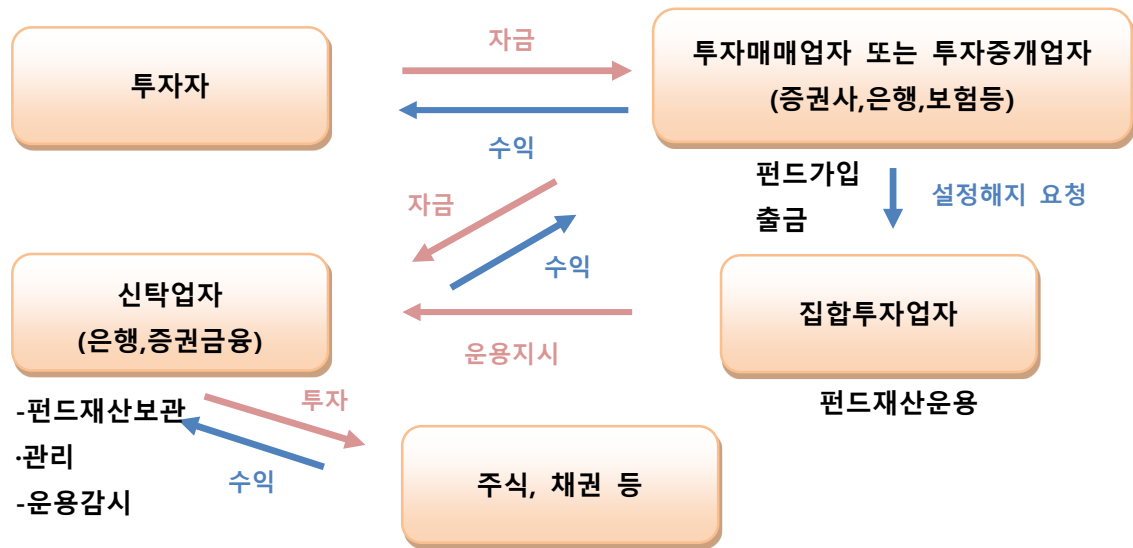 투자자
자금
수익
투자매매업자 또는 투자중개업자
(증권사,은행,보험등)
펀드가입
출금
설정해지 요청
자금
수익
신탁업자
(은행,증권금융)
운용지시
집합투자업자
펀드재산운용
-펀드재산보관
·관리
-운용감시
투자
수익
주식, 채권 등